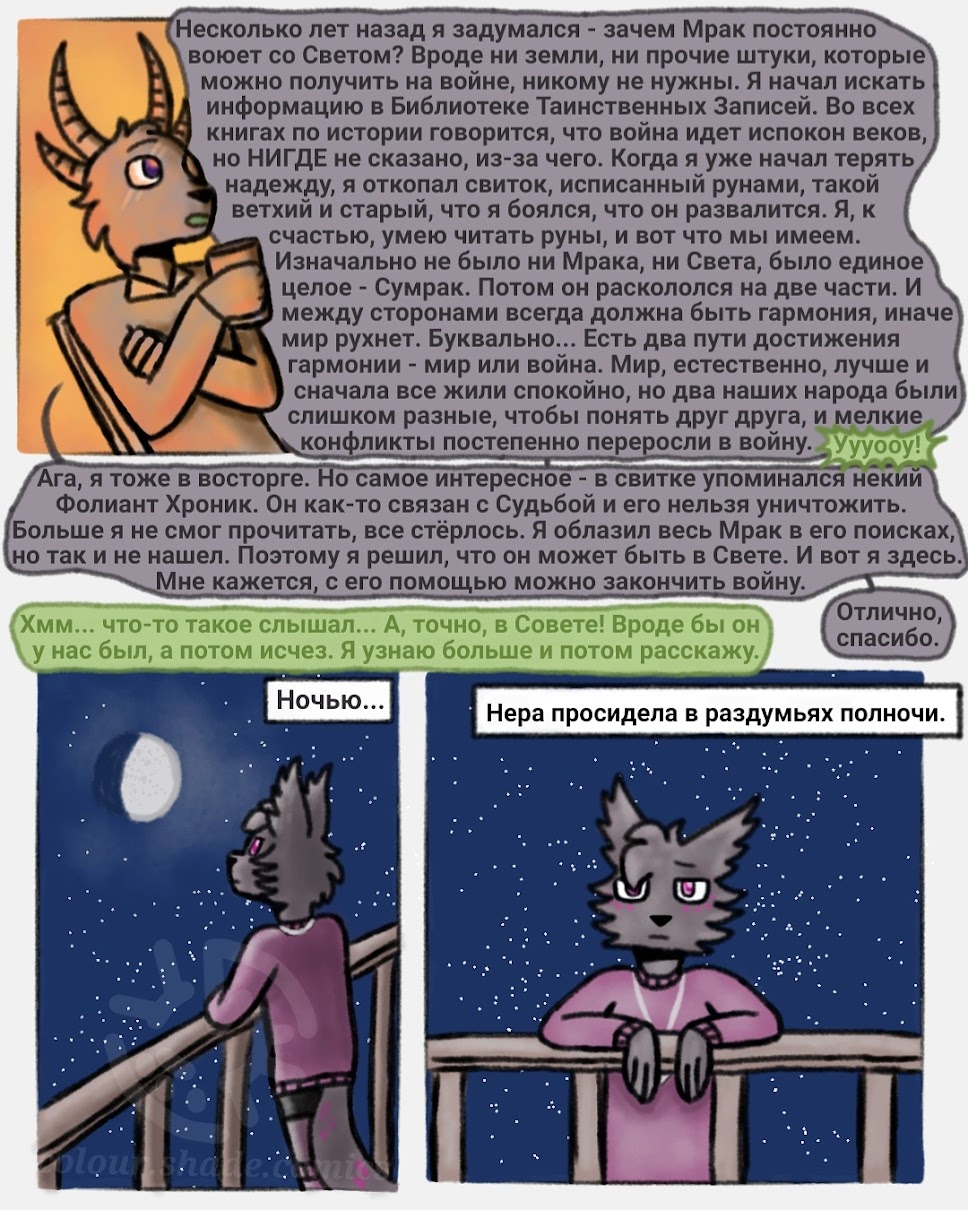 Несколько лет назад я задумался - зачем Мрак постоянно
воюет со Светом? Вроде ни земли, ни прочие штуки, которые
можно получить на войне, никому не нужны. Я начал искать
информацию в Библиотеке Таинственных Записей. Во всех
книгах по истории говорится, что война идет испокон веков,
но НИГДЕ не сказано, из-за чего. Когда я уже начал терять
надежду, я откопал свиток, исписанный рунами, такой
ветхий и старый, что я боялся, что он развалится. Я, к
счастью, умею читать руны, и вот что мы имеем.
Изначально не было ни Мрака, ни Света, было единое
целое - Сумрак. Потом он раскололся на две части. И
между сторонами всегда должна быть гармония, иначе
мир рухнет. Буквально... Есть два пути достижения
гармонии - мир или война. Мир, естественно, лучше и
сначала все жили спокойно, но два наших народа были
слишком разные, чтобы понять друг друга, и мелкие
конфликты постепенно переросли в войну.
Уууооу!
Ага, я тоже в восторге. Но самое интересное - в свитке упоминался некий
Фолиант Хроник. Он как-то связан с Судьбой и его нельзя уничтожить.
Больше я не смог прочитать, все стёрлось. Я облазил весь Мрак в его поисках,
но так и не нашел. Поэтому я решил, что он может быть в Свете. И вот я здесь.
Мне кажется, с его помощью можно закончить войну.
Хмм... что-то такое слышал... А, точно, в Совете! Вроде бы он
у нас был, а потом исчез. Я узнаю больше и потом расскажу.
Отлично,
спасибо.
Ночью...
Нера просидела в раздумьях полночи.
colour.shade.comics